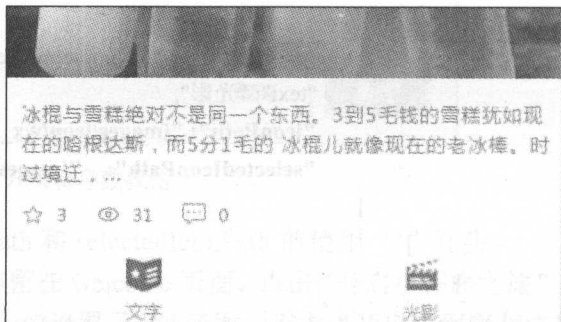 冰棍与雪糕绝对不是同一个东西。3到5毛钱的雪糕犹如现
在的哈根达斯，而5分1毛的 冰棍儿就像现在的老冰棒。时
过境迁，...
3 31 0
文字 光影